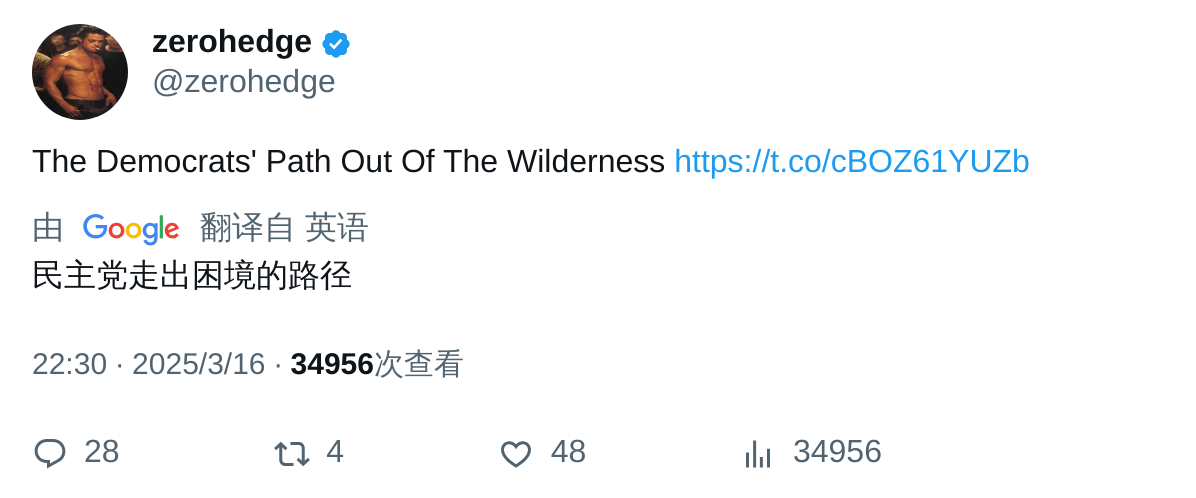 zerohedge
@zerohedge
The Democrats' Path Out Of The Wilderness https://t.co/cBOZ61YUZb
由 Google 翻译自 英语
民主党走出困境的路径
22:30 · 2025/3/16 · 34956次查看
28 4 48 34956